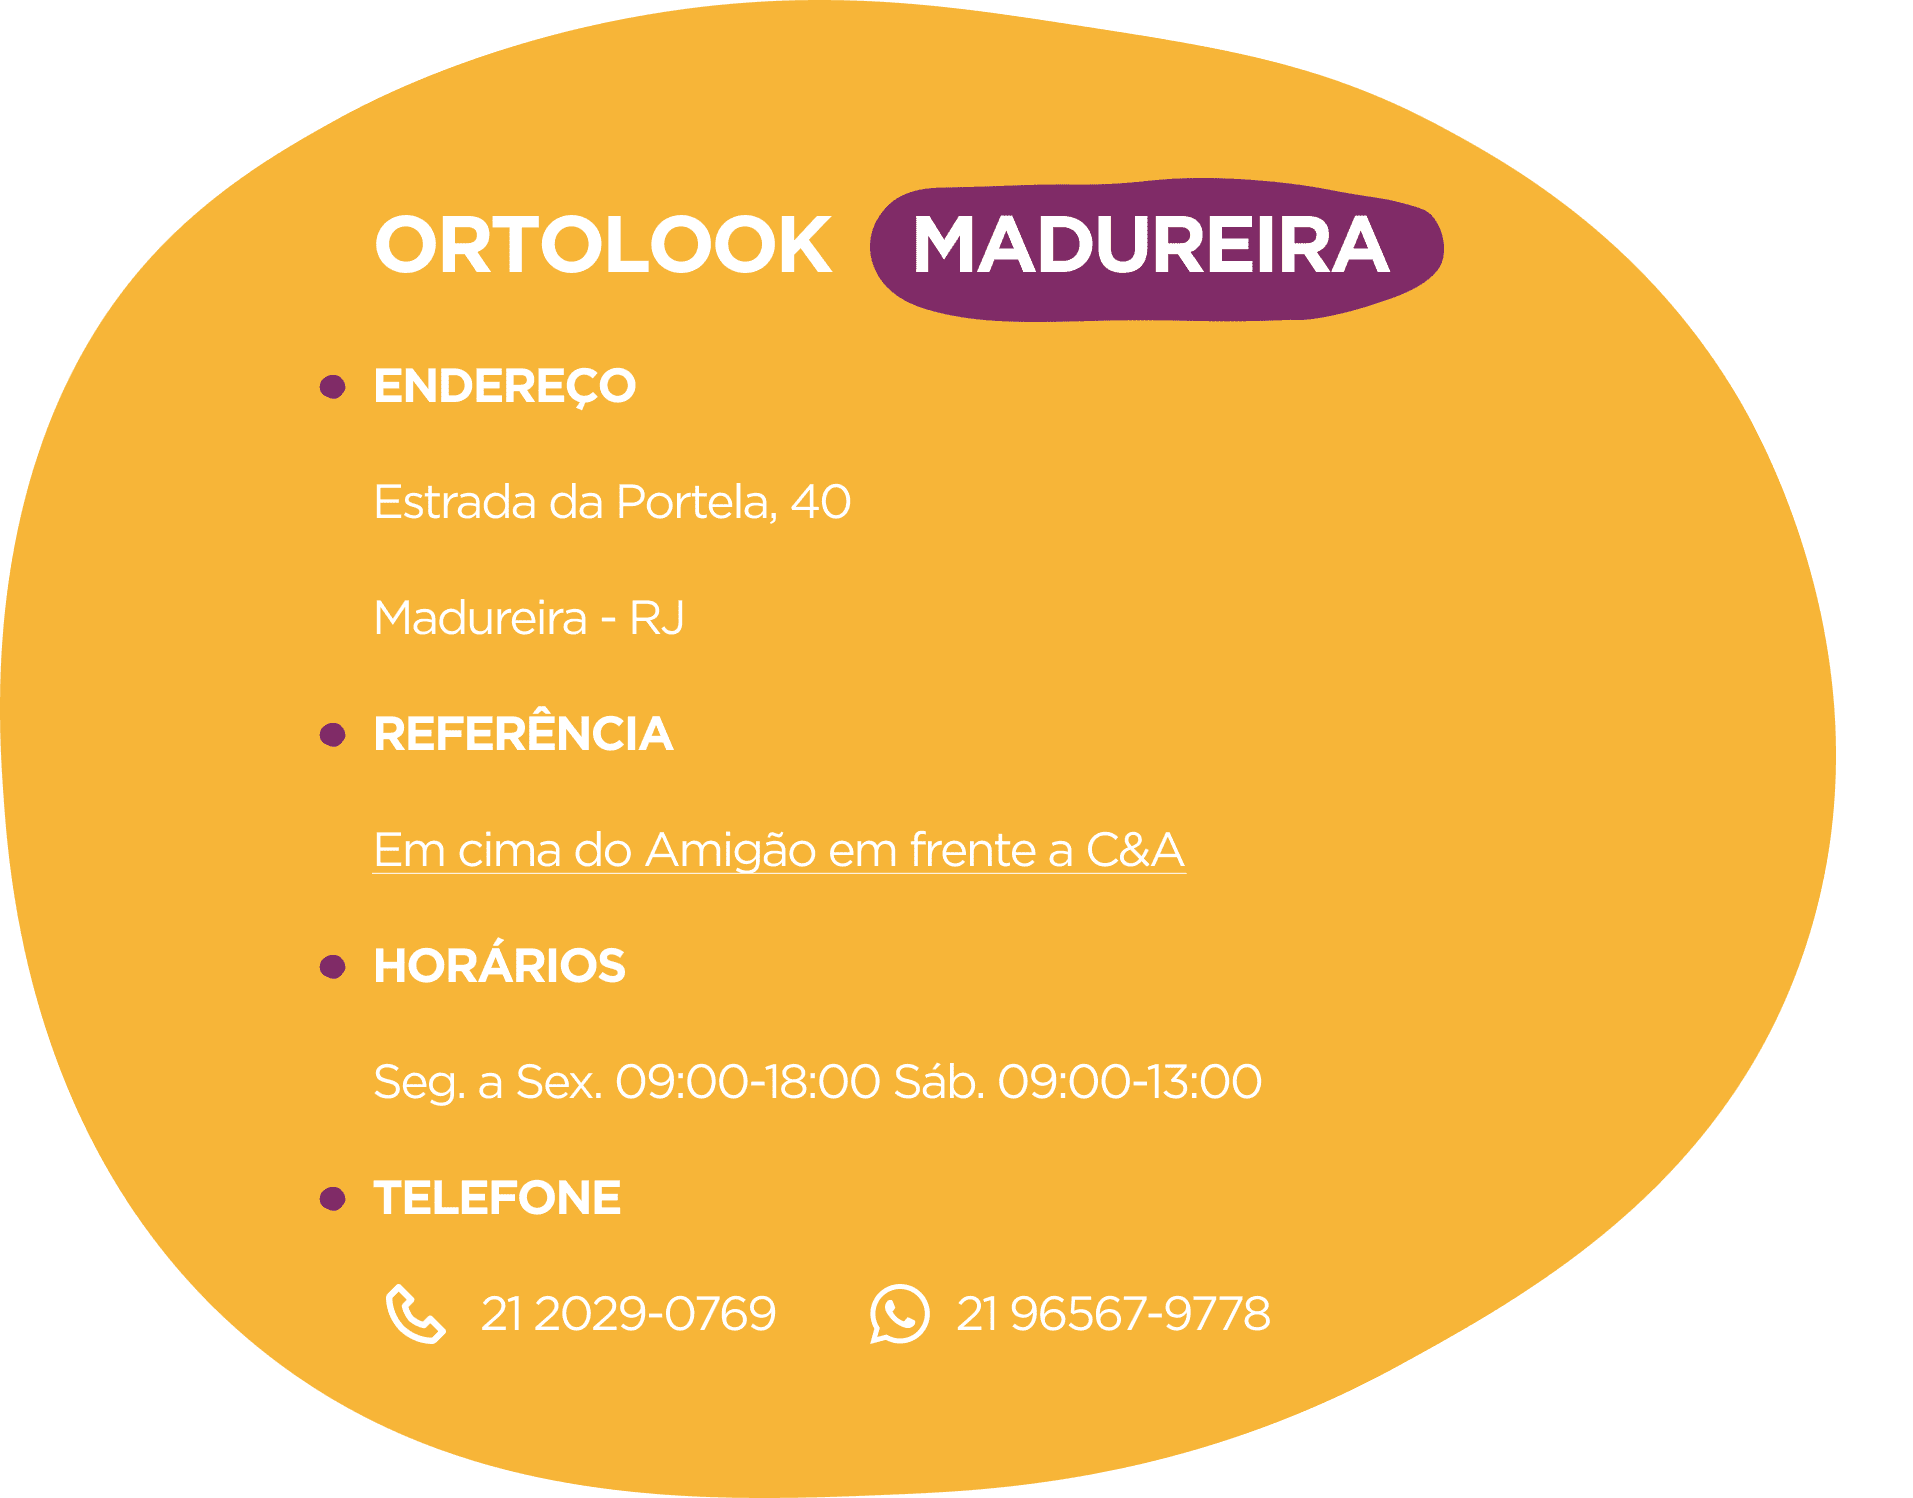 ORTOLOOK MADUREIRA
ENDEREÇO
Estrada da Portela, 40
Madureira - RJ
REFERÊNCIA
Em cima do Amigão em frente a C&A
HORÁRIOS
Seg. a Sex. 09:00-18:00 Sáb. 09:00-13:00
TELEFONE
21 2029-0769 21 96567-9778